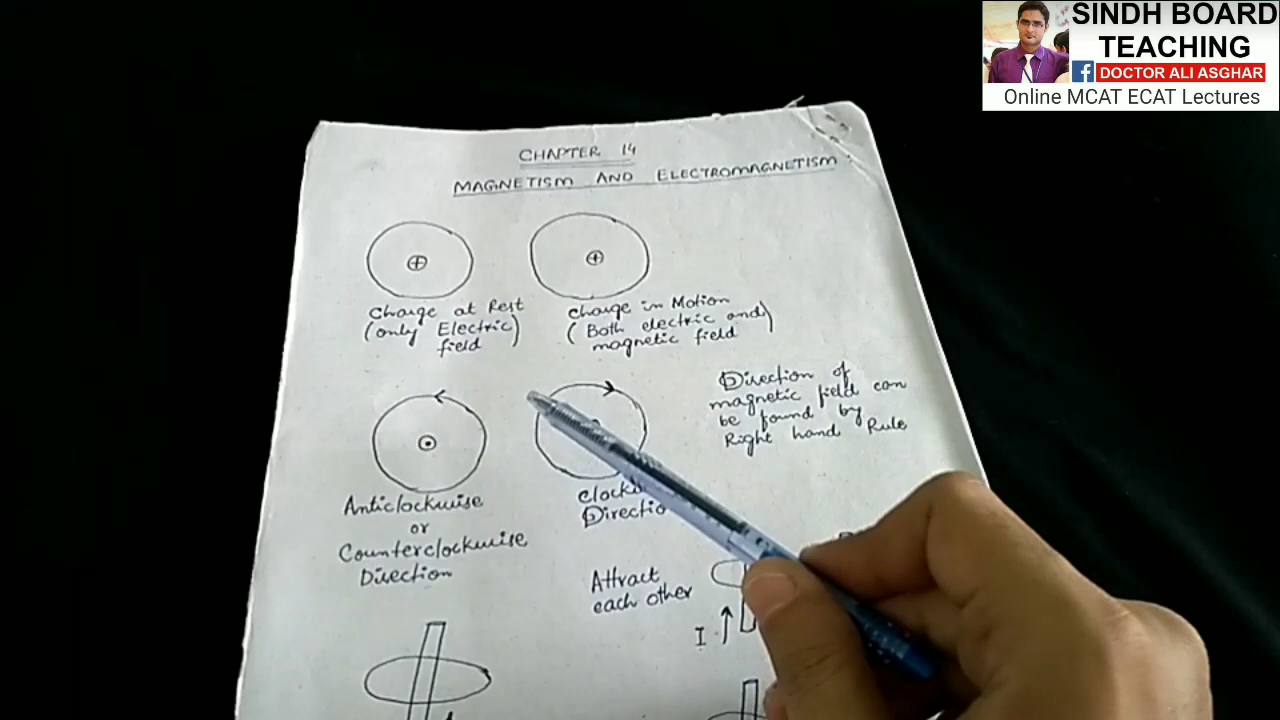 SINDH BOARD
TEACHING
f DOCTOR ALI ASGHAR
Online MCAT ECAT Lectures
CHAPTER 14
MAGNETISM AND ELECTROMAGNETISM:
Charge at Rest
(only Electric)
field
Charge in Motion
(Both electric and)
magnetic field
Direction of
magnetic field can
be found by
Right hand Rule
Anticlockwise
or
Counterclockwise
Direction
Attract
each other
I